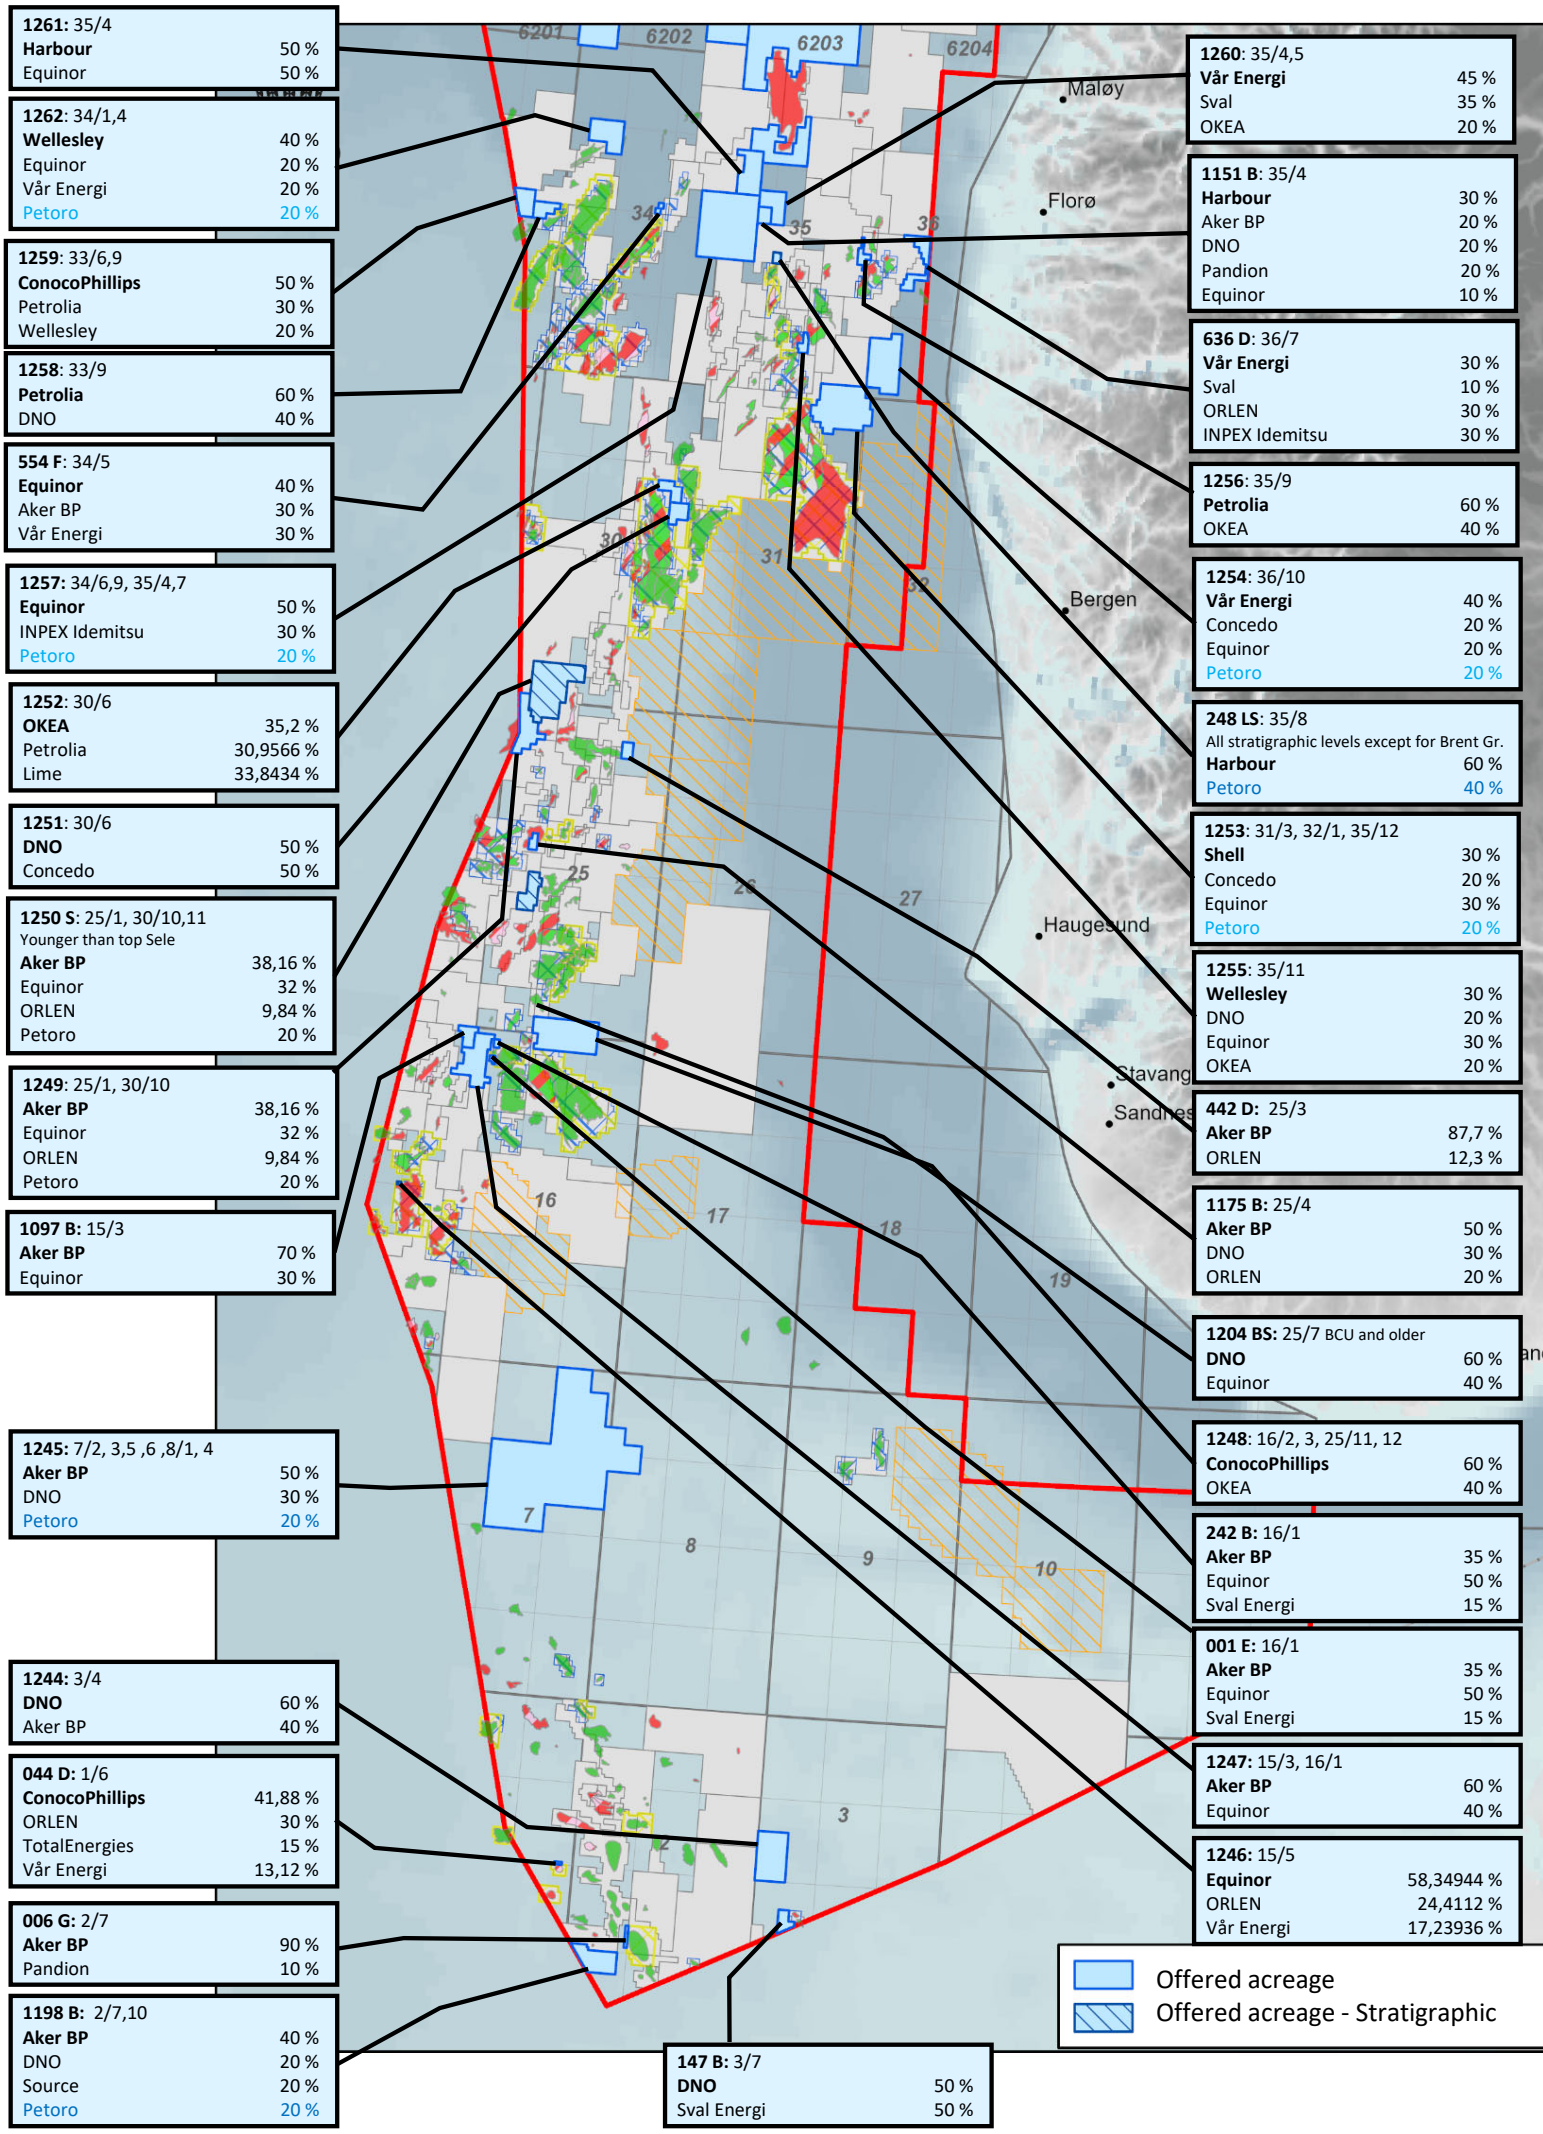 1261: 35/4
Harbour 50 %
Equinor 50 %
1262: 34/1,4
Wellesley 40 %
Equinor 20 %
Vår Energi 20 %
Petoro 20 %
1259: 33/6,9
ConocoPhillips 50 %
Petrolia 30 %
Wellesley 20 %
1258: 33/9
Petrolia 60 %
DNO 40 %
554 F: 34/5
Equinor 40 %
Aker BP 30 %
Vår Energi 30 %
1257: 34/6,9, 35/4,7
Equinor 50 %
INPEX Idemitsu 30 %
Petoro 20 %
1252: 30/6
OKEA 35,2 %
Petrolia 30,9566 %
Lime 33,8434 %
1251: 30/6
DNO 50 %
Concedo 50 %
1250 S: 25/1, 30/10,11
Younger than top Sele
Aker BP 38,16 %
Equinor 32 %
ORLEN 9,84 %
Petoro 20 %
1249: 25/1, 30/10
Aker BP 38,16 %
Equinor 32 %
ORLEN 9,84 %
Petoro 20 %
1097 B: 15/3
Aker BP 70 %
Equinor 30 %
1245: 7/2, 3,5 ,6 ,8/1, 4
Aker BP 50 %
DNO 30 %
Petoro 20 %
1244: 3/4
DNO 60 %
Aker BP 40 %
044 D: 1/6
ConocoPhillips 41,88 %
ORLEN 30 %
TotalEnergies 15 %
Vår Energi 13,12 %
006 G: 2/7
Aker BP 90 %
Pandion 10 %
1198 B: 2/7,10
Aker BP 40 %
DNO 20 %
Source 20 %
Petoro 20 %
6201
6202
6203
6204
34
35
36
30
31
32
25
26
27
16
17
18
19
7
8
9
10
2
3
Måløy
Florø
Bergen
Haugesund
Stavang
Sandnes
147 B: 3/7
DNO 50 %
Sval Energi 50 %
1260: 35/4,5
Vår Energi 45 %
Sval 35 %
OKEA 20 %
1151 B: 35/4
Harbour 30 %
Aker BP 20 %
DNO 20 %
Pandion 20 %
Equinor 10 %
636 D: 36/7
Vår Energi 30 %
Sval 10 %
ORLEN 30 %
INPEX Idemitsu 30 %
1256: 35/9
Petrolia 60 %
OKEA 40 %
1254: 36/10
Vår Energi 40 %
Concedo 20 %
Equinor 20 %
Petoro 20 %
248 LS: 35/8
All stratigraphic levels except for Brent Gr.
Harbour 60 %
Petoro 40 %
1253: 31/3, 32/1, 35/12
Shell 30 %
Concedo 20 %
Equinor 30 %
Petoro 20 %
1255: 35/11
Wellesley 30 %
DNO 20 %
Equinor 30 %
OKEA 20 %
442 D: 25/3
Aker BP 87,7 %
ORLEN 12,3 %
1175 B: 25/4
Aker BP 50 %
DNO 30 %
ORLEN 20 %
1204 BS: 25/7 BCU and older
DNO 60 %
Equinor 40 %
1248: 16/2, 3, 25/11, 12
ConocoPhillips 60 %
OKEA 40 %
242 B: 16/1
Aker BP 35 %
Equinor 50 %
Sval Energi 15 %
001 E: 16/1
Aker BP 35 %
Equinor 50 %
Sval Energi 15 %
1247: 15/3, 16/1
Aker BP 60 %
Equinor 40 %
1246: 15/5
Equinor 58,34944 %
ORLEN 24,4112 %
Vår Energi 17,23936 %
Offered acreage
Offered acreage - Stratigraphic